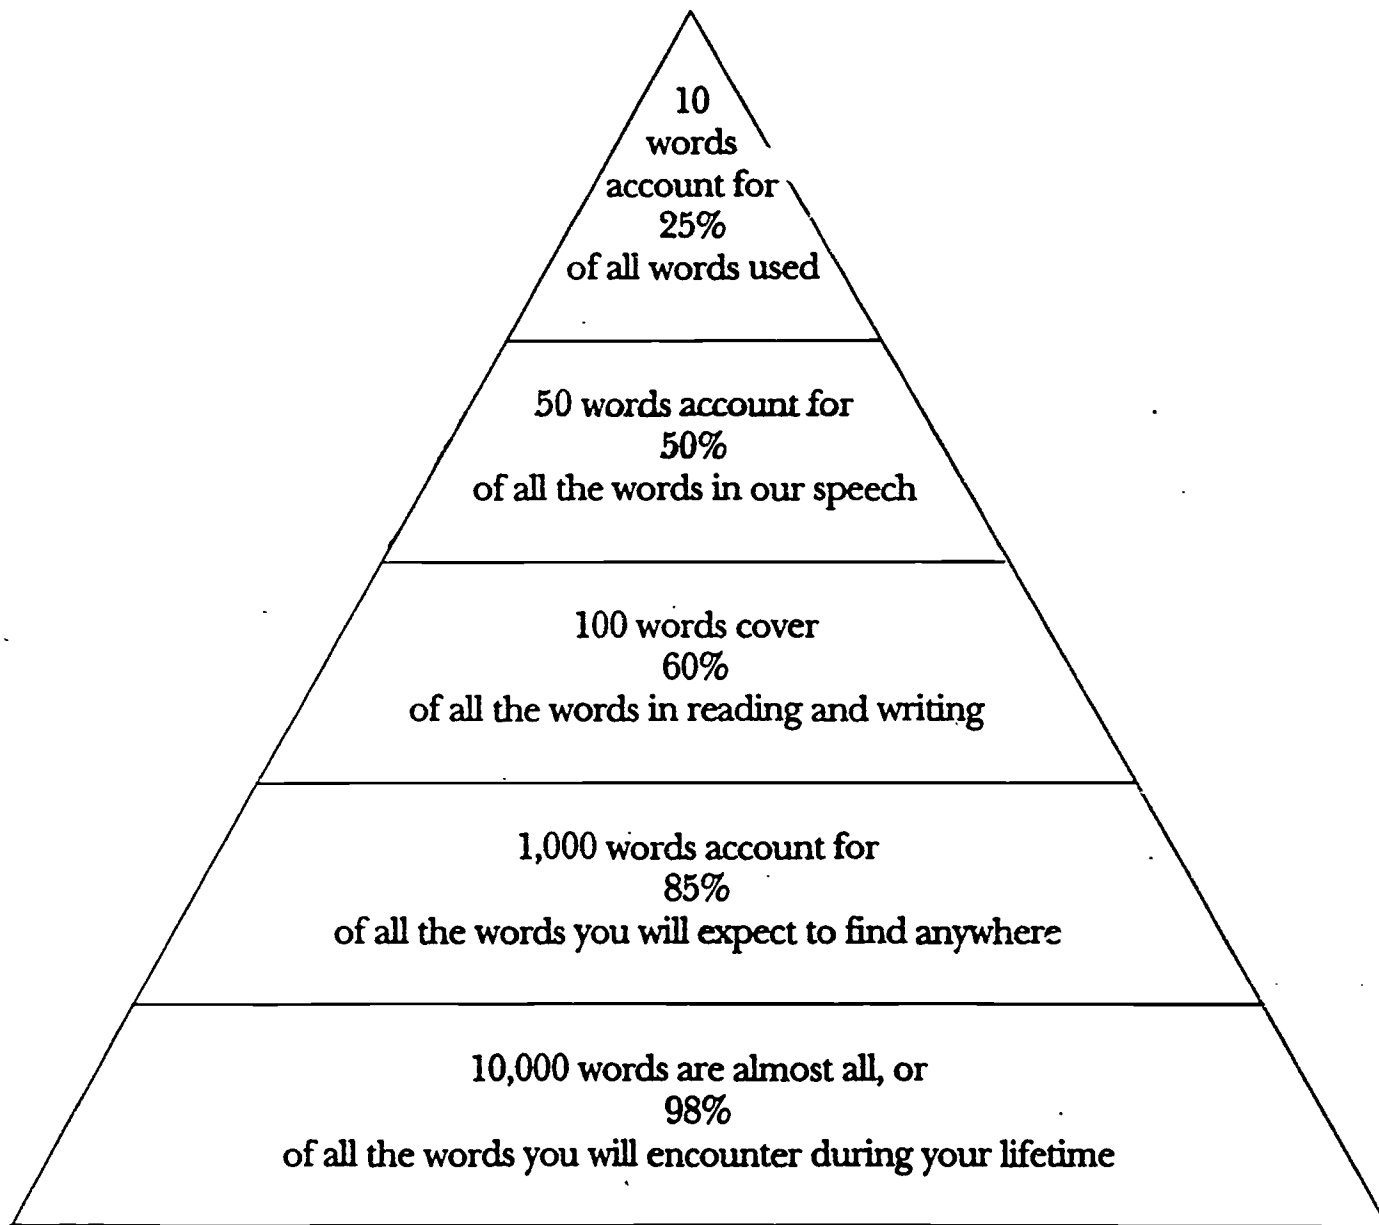 10
words
account for
25%
of all words used
50 words account for
50%
of all the words in our speech
100 words cover
60%
of all the words in reading and writing
1,000 words account for
85%
of all the words you will expect to find anywhere
10,000 words are almost all, or
98%
of all the words you will encounter during your lifetime